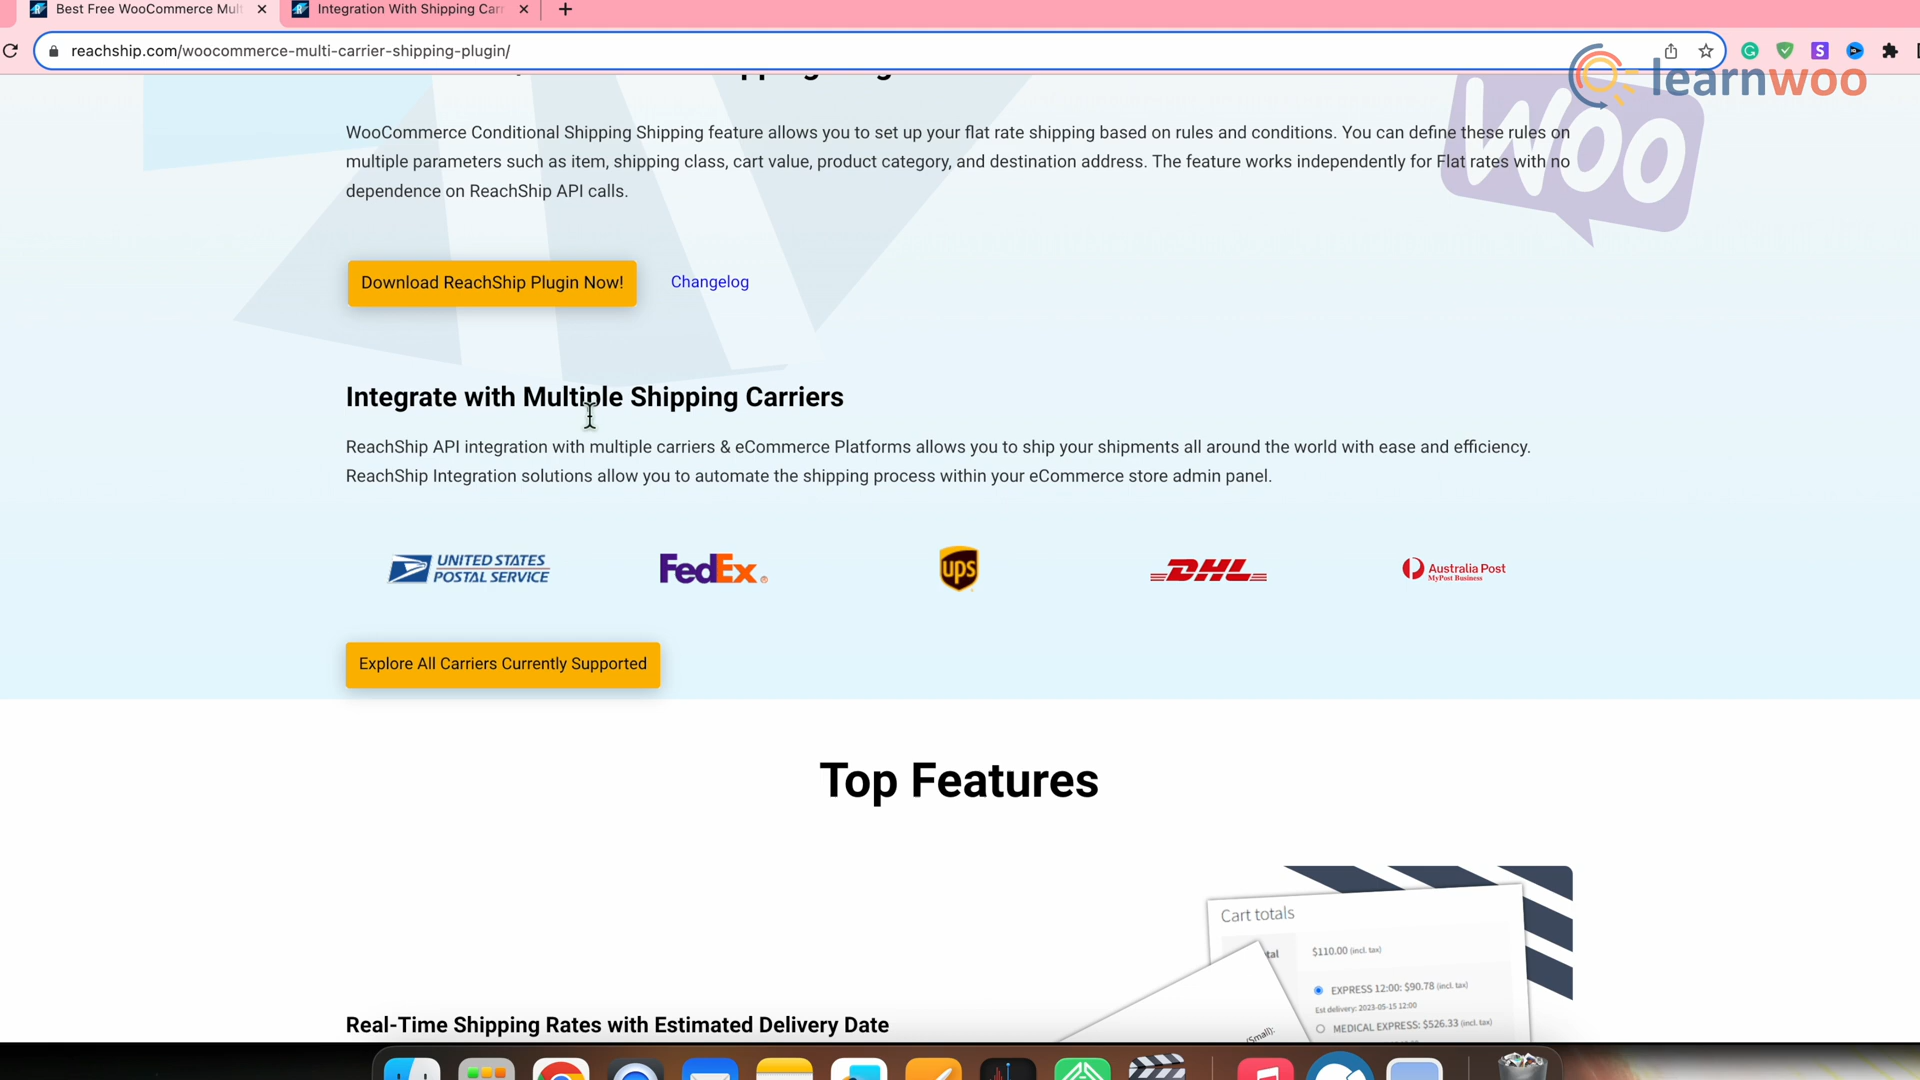 Best Free WooCommerce Mul
Integration With Shipping Carr
reachship.com/woocommerce-multi-carrier-shipping-plugin/
learnwoo
Woo
WooCommerce Conditional Shipping Shipping feature allows you to set up your flat rate shipping based on rules and conditions. You can define these rules on
multiple parameters such as item, shipping class, cart value, product category, and destination address. The feature works independently for Flat rates with no
dependence on ReachShip API calls.
Download ReachShip Plugin Now!
Changelog
Integrate with Multiple Shipping Carriers
ReachShip API integration with multiple carriers & eCommerce Platforms allows you to ship your shipments all around the world with ease and efficiency.
ReachShip Integration solutions allow you to automate the shipping process within your eCommerce store admin panel.
UNITED STATES
POSTAL SERVICE
FedEx®
ups
DHL
Australia Post
MyPost Business
Explore All Carriers Currently Supported
Top Features
Cart totals
tal
$110.00 (incl. tax)
EXPRESS 12:00: $90.78 (incl. tax)
Est delivery: 2023-05-15 12:00
MEDICAL EXPRESS: $526.33 (incl. tax)
(Small):
Real-Time Shipping Rates with Estimated Delivery Date